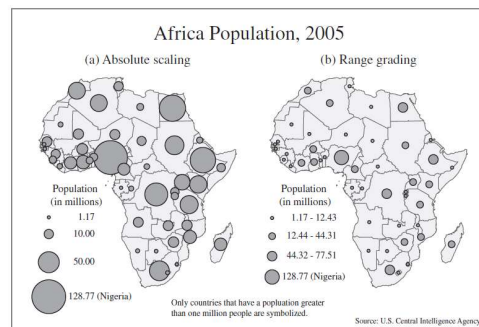 Africa Population, 2005
(a) Absolute scaling
(b) Range grading
Population
(in millions)
1.17
10.00
50.00
128.77 (Nigeria)
Population
(in millions)
1.17 - 12.43
12.44 - 44.31
44.32 - 77.51
128.77 (Nigeria)
Only countries that have a popluation greater
than one million people are symbolized.
Source: U.S. Central Intelligence Agency